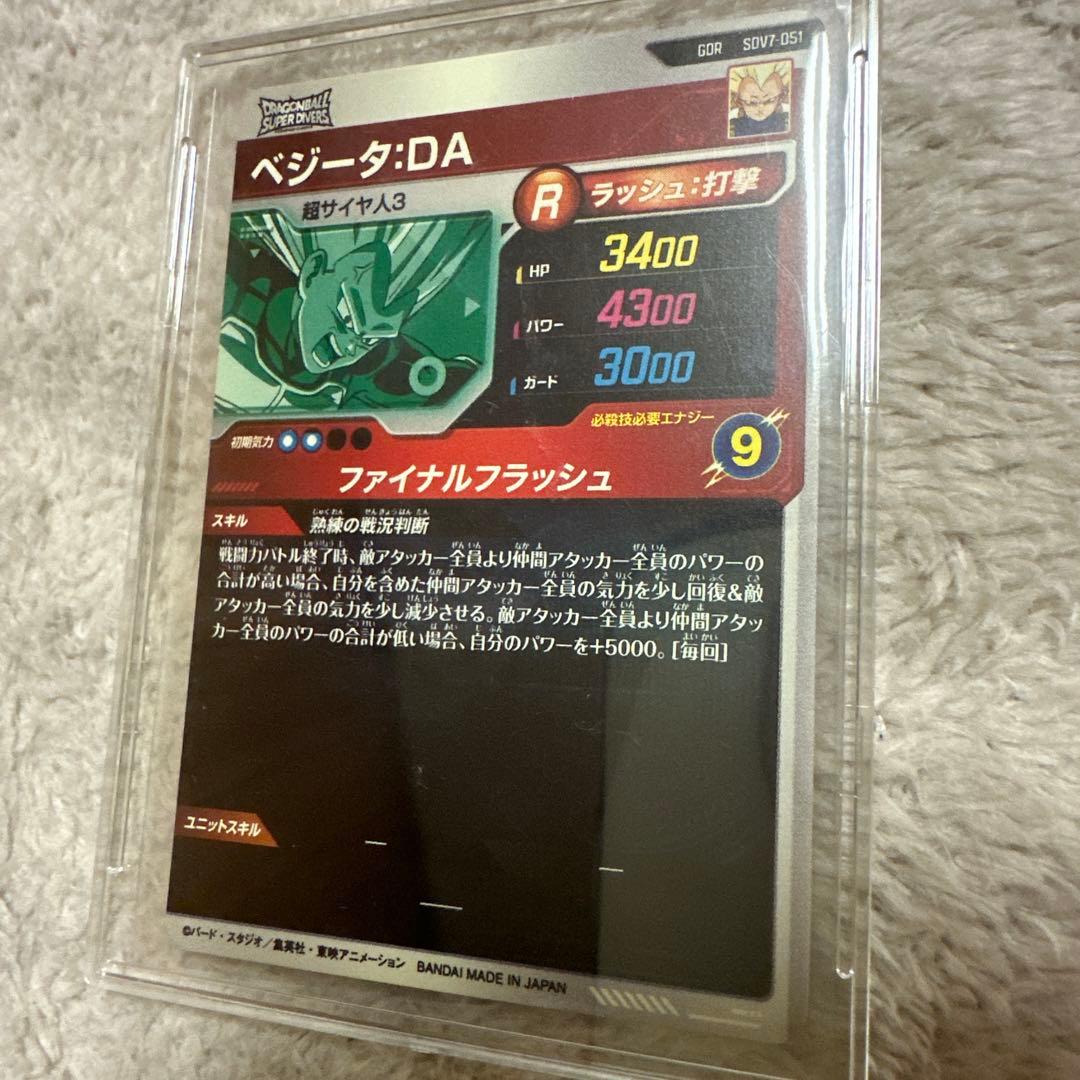 GDR SDV7-051
DRAGONBALL
SUPER DIVERS
ベジータ:DA
超サイヤ人3
R ラッシュ:打撃
HP 3400
パワー 4300
ガード 3000
初期気力
必殺技必要エナジー
9
ファイナルフラッシュ
スキル 熟練の戦況判断
戦闘力バトル終了時、敵アタッカー全員より仲間アタッカー全員のパワーの
合計が高い場合、自分を含めた仲間アタッカー全員の気力を少し回復&敵
アタッカー全員の気力を少し減少させる。敵アタッカー全員より仲間アタッ
カー全員のパワーの合計が低い場合、自分のパワーを+5000。[毎回]
ユニットスキル
©バード・スタジオ/集英社・東映アニメーション BANDAI MADE IN JAPAN